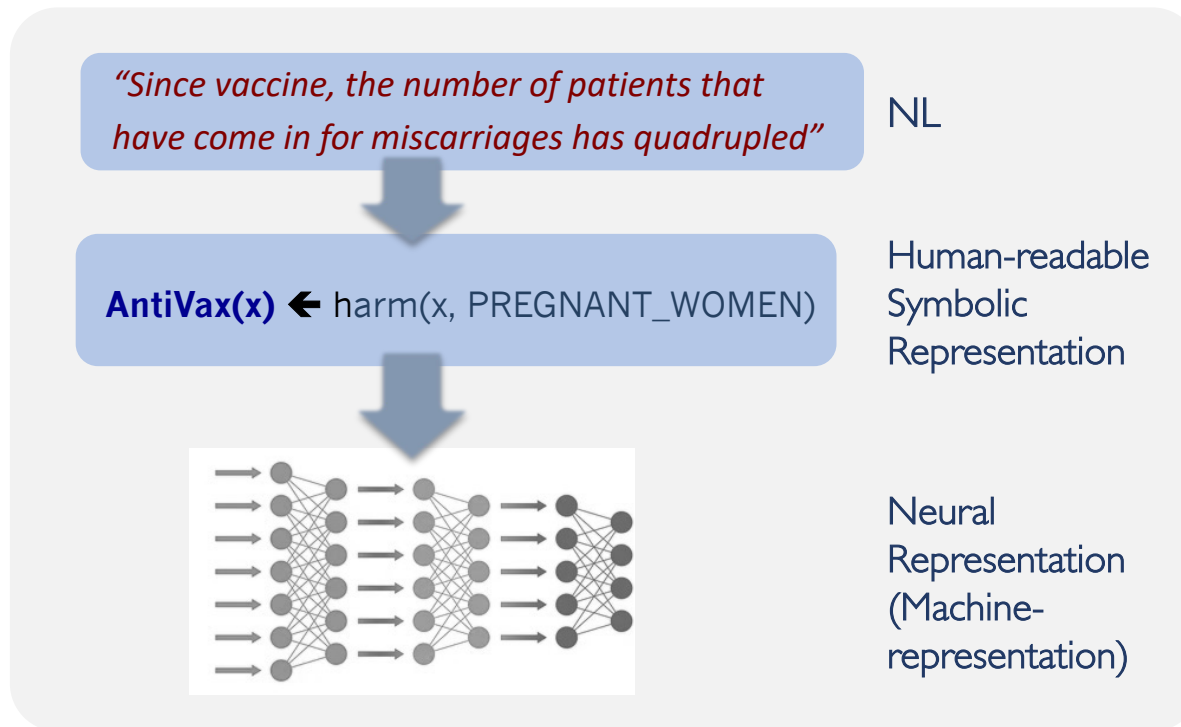 “Since vaccine, the number of patients that
have come in for miscarriages has quadrupled”
NL
AntiVax(x) 🡰 harm(x, PREGNANT_WOMEN)
Human-readable
Symbolic
Representation
Neural
Representation
(Machine-
representation)